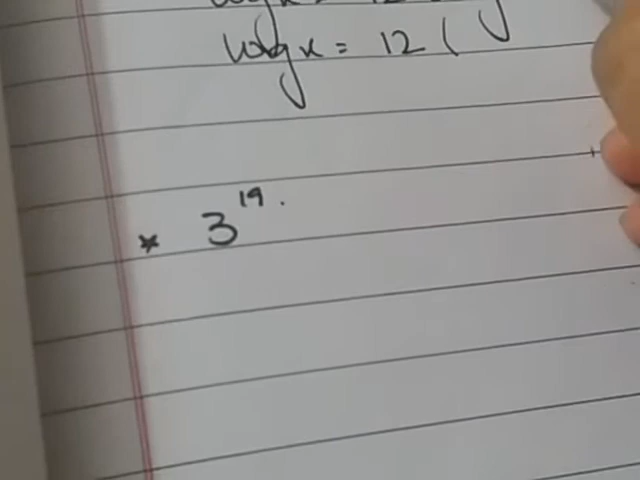 log x = 12 (
* 3^19.